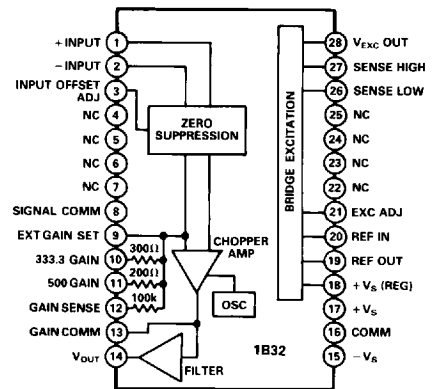 + INPUT 1
− INPUT 2
INPUT OFFSET
ADJ 3
NC 4
NC 5
NC 6
NC 7
SIGNAL COMM 8
EXT GAIN SET 9
333.3 GAIN 10
500 GAIN 11
GAIN SENSE 12
GAIN COMM 13
VOUT 14
ZERO
SUPPRESSION
300Ω
200Ω
100k
CHOPPER
AMP
OSC
1B32
FILTER
BRIDGE EXCITATION
28 VEXC OUT
27 SENSE HIGH
26 SENSE LOW
25 NC
24 NC
23 NC
22 NC
21 EXC ADJ
20 REF IN
19 REF OUT
18 + VS (REG)
17 + VS
16 COMM
15 − VS